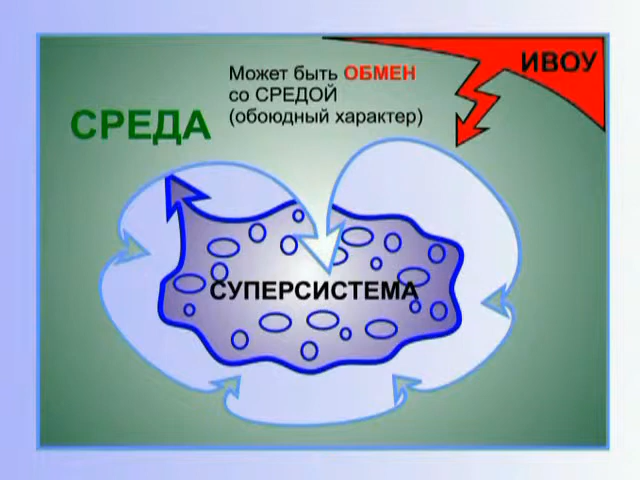 ИВОУ
Может быть ОБМЕН
со СРЕДОЙ
(обоюдный характер)
СРЕДА
СУПЕРСИСТЕМА